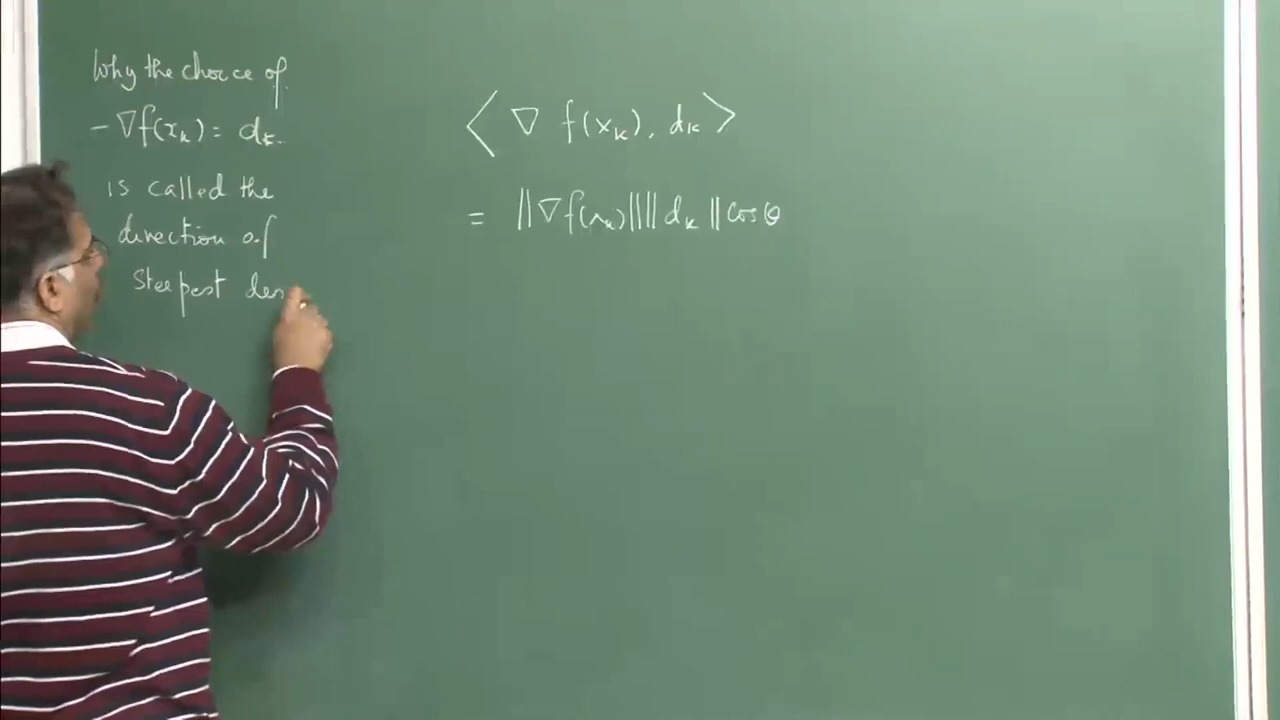 Why the choice of
- ∇f(xₖ) = dₖ.
is called the
direction of
Steepest des
⟨ ∇ f(xₖ), dₖ ⟩
= ||∇f(xₖ)|| || dₖ || cos θ